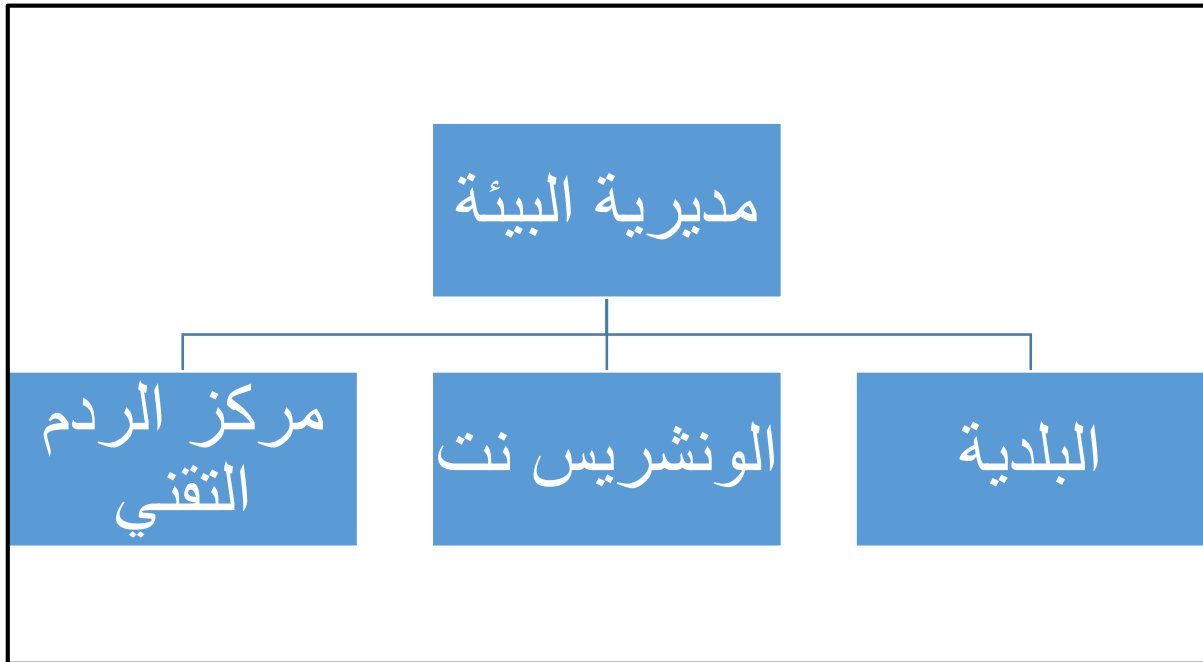 مديرية البيئة
البلدية
الونشريس نت
مركز الردم
التقني